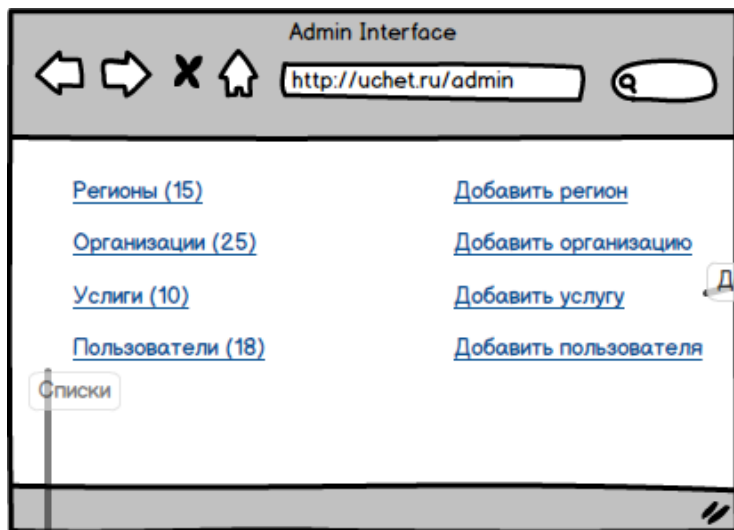 Admin Interface
http://uchet.ru/admin
Регионы (15)
Добавить регион
Организации (25)
Добавить организацию
Услиги (10)
Добавить услугу
Пользователи (18)
Добавить пользователя
Списки